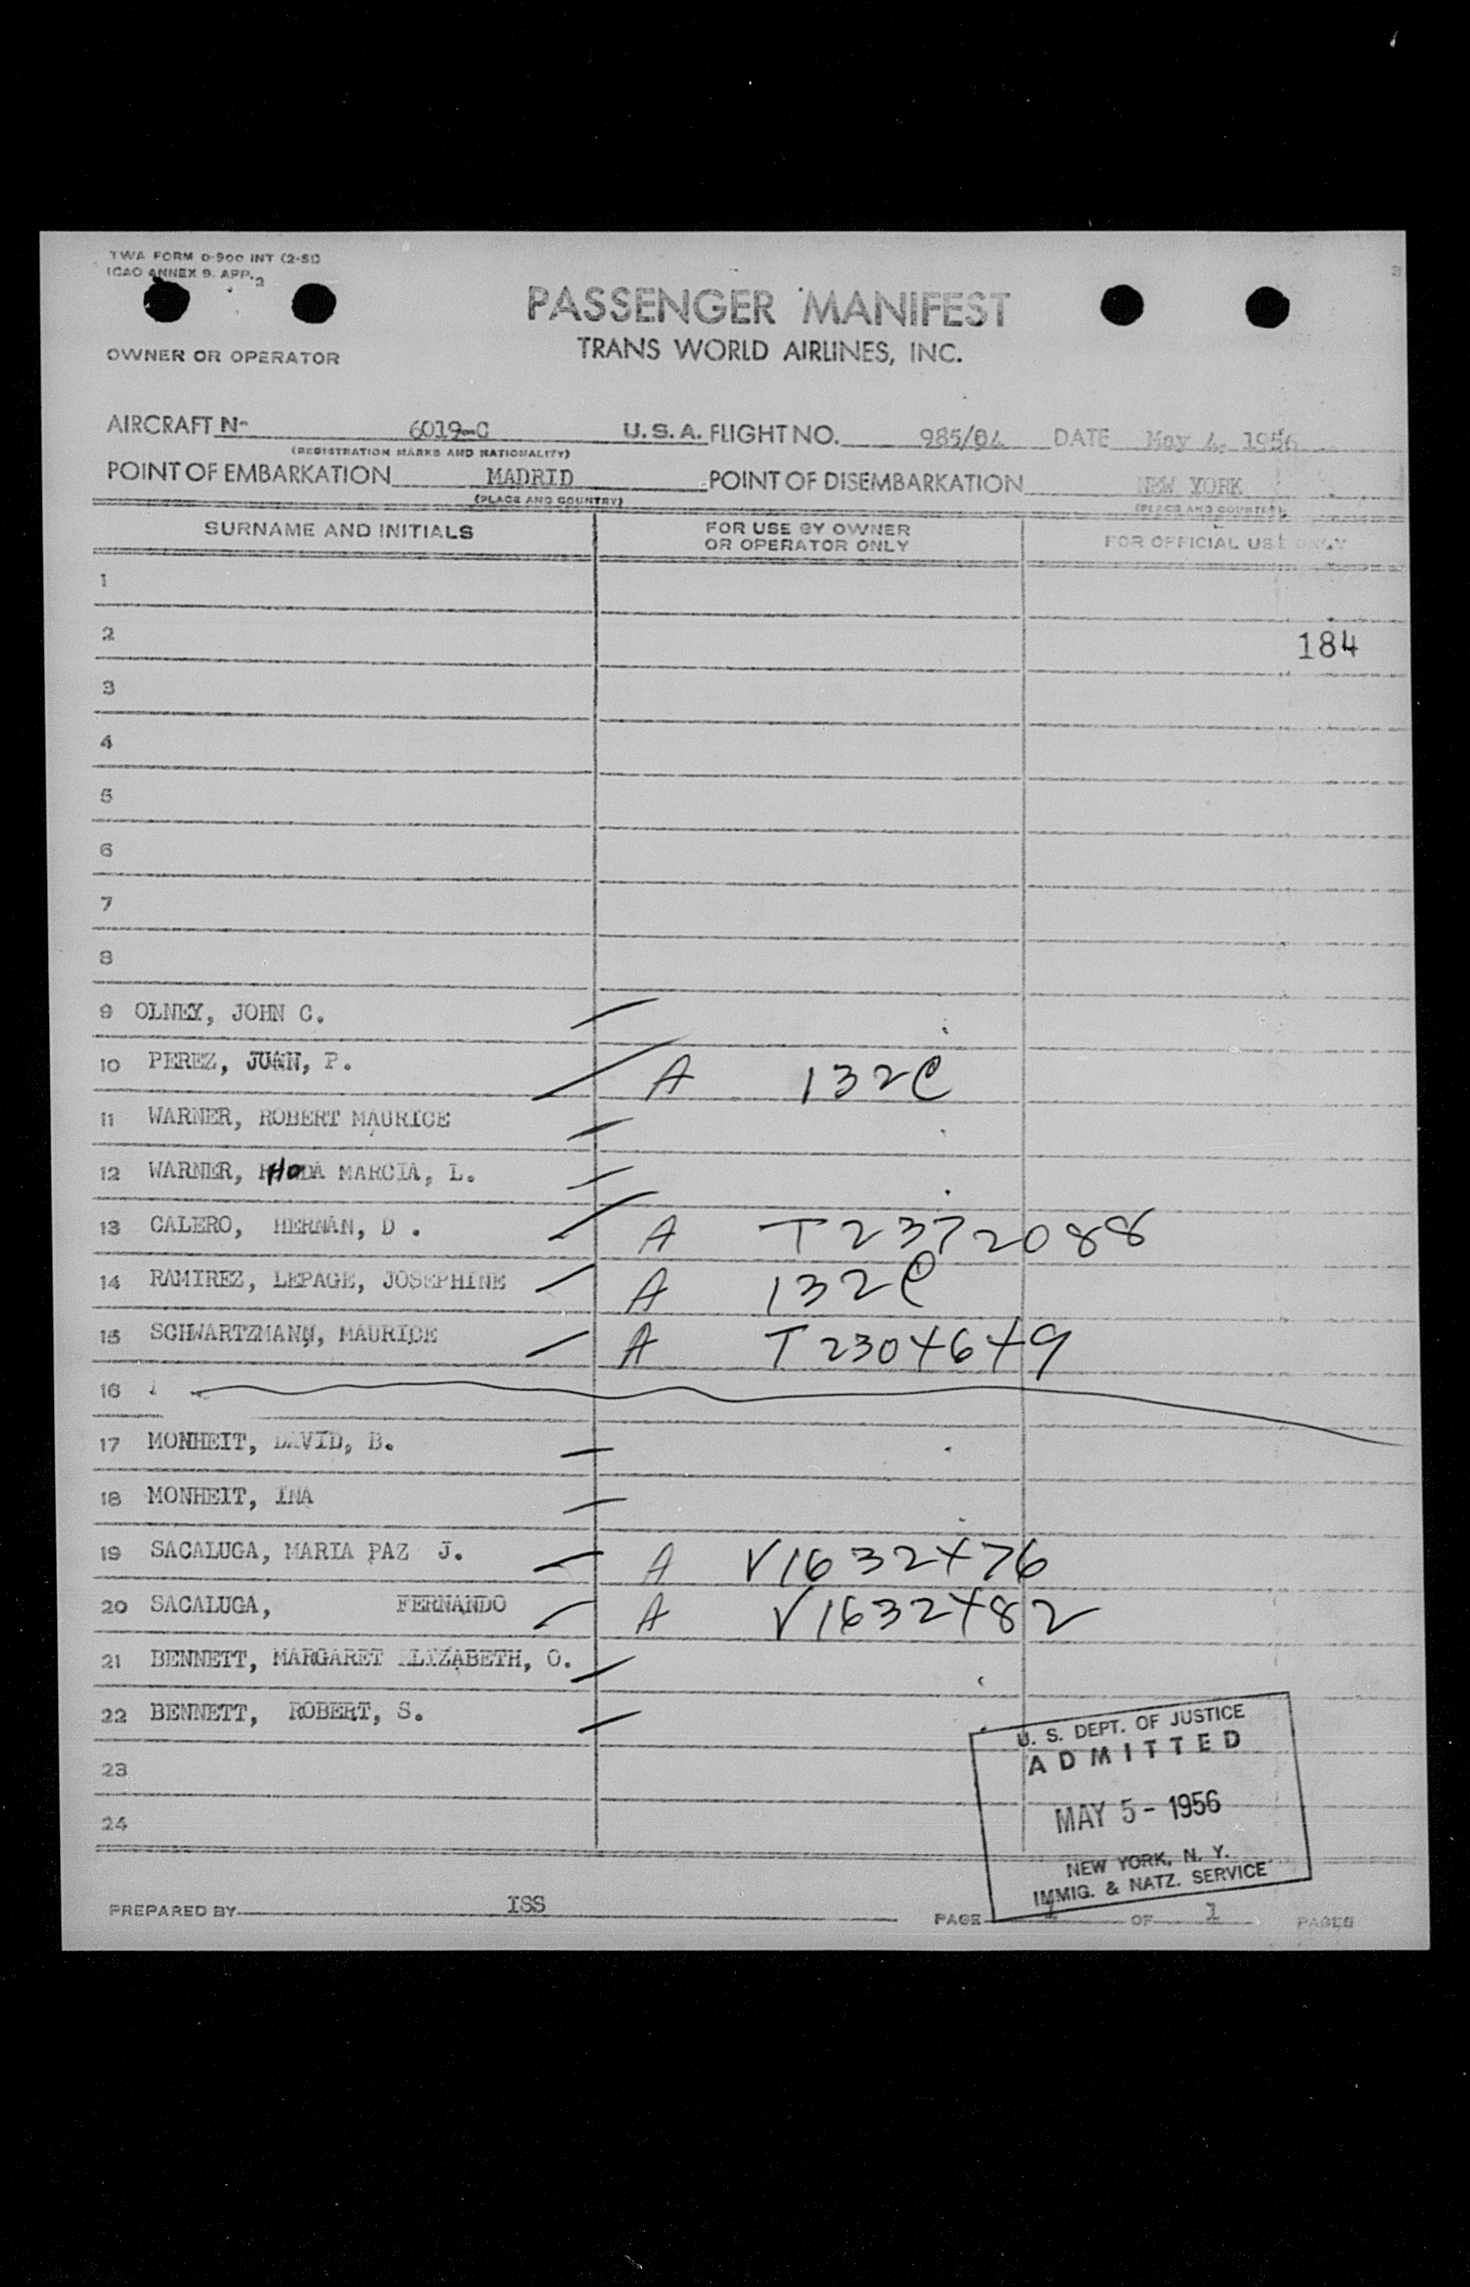 TWA FORM O-900 INT (2-51)
ICAO ANNEX 9. APP. 2
PASSENGER MANIFEST
OWNER OR OPERATOR TRANS WORLD AIRLINES, INC.
AIRCRAFT N- 6019-C U.S.A. FLIGHT NO. 985/04 DATE May 4, 1956
(REGISTRATION MARKS AND NATIONALITY)
POINT OF EMBARKATION MADRID POINT OF DISEMBARKATION NEW YORK
(PLACE AND COUNTRY) (PLACE AND COUNTRY)
SURNAME AND INITIALS FOR USE BY OWNER OR OPERATOR ONLY FOR OFFICIAL USE ONLY
1
2 184
3
4
5
6
7
8
9 OLNEY, JOHN C.
10 PEREZ, JUAN, P. A 132C
11 WARNER, ROBERT MAURICE
12 WARNER, RHODA MARCIA, L.
13 CALERO, HERNAN, D . A T2372088
14 RAMIREZ, LEPAGE, JOSEPHINE A 132C
15 SCHWARTZMANN, MAURICE A T2304649
16
17 MONHEIT, DAVID, B.
18 MONHEIT, INA
19 SACALUGA, MARIA PAZ J. A V1632476
20 SACALUGA, FERNANDO A V1632482
21 BENNETT, MARGARET ELIZABETH, O.
22 BENNETT, ROBERT, S.
23
24
U. S. DEPT. OF JUSTICE
ADMITTED
MAY 5 - 1956
NEW YORK, N. Y.
IMMIG. & NATZ. SERVICE
PREPARED BY ISS PAGE 1 OF 1 PAGES